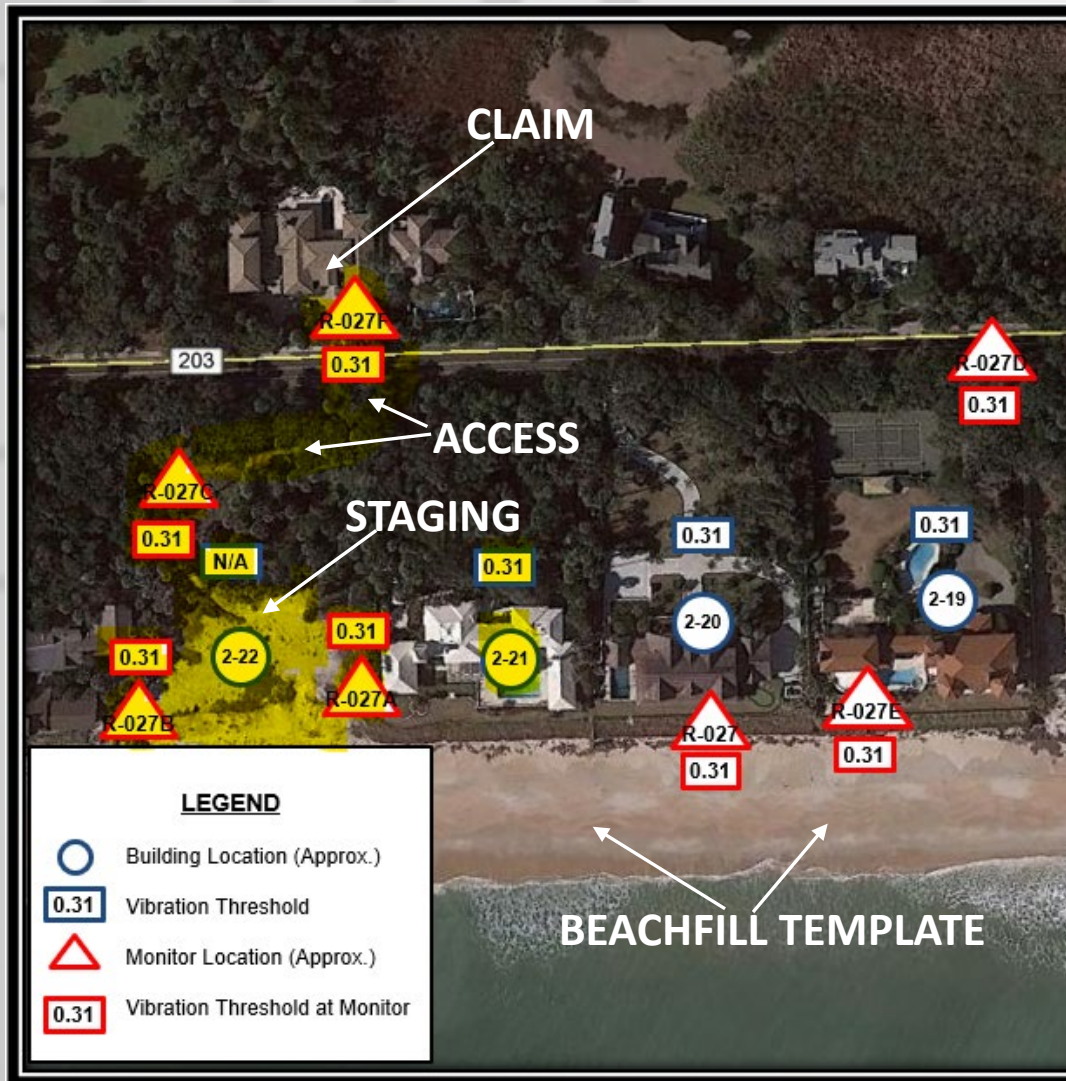 CLAIM
R-027F
203
0.31
R-027D
0.31
ACCESS
R-027C
0.31
STAGING
N/A
0.31
0.31
0.31
2-22
0.31
0.31
2-21
2-20
2-19
R-027B
R-027A
R-027
0.31
R-027E
0.31
LEGEND
Building Location (Approx.)
0.31 Vibration Threshold
Monitor Location (Approx.)
0.31 Vibration Threshold at Monitor
BEACHFILL TEMPLATE